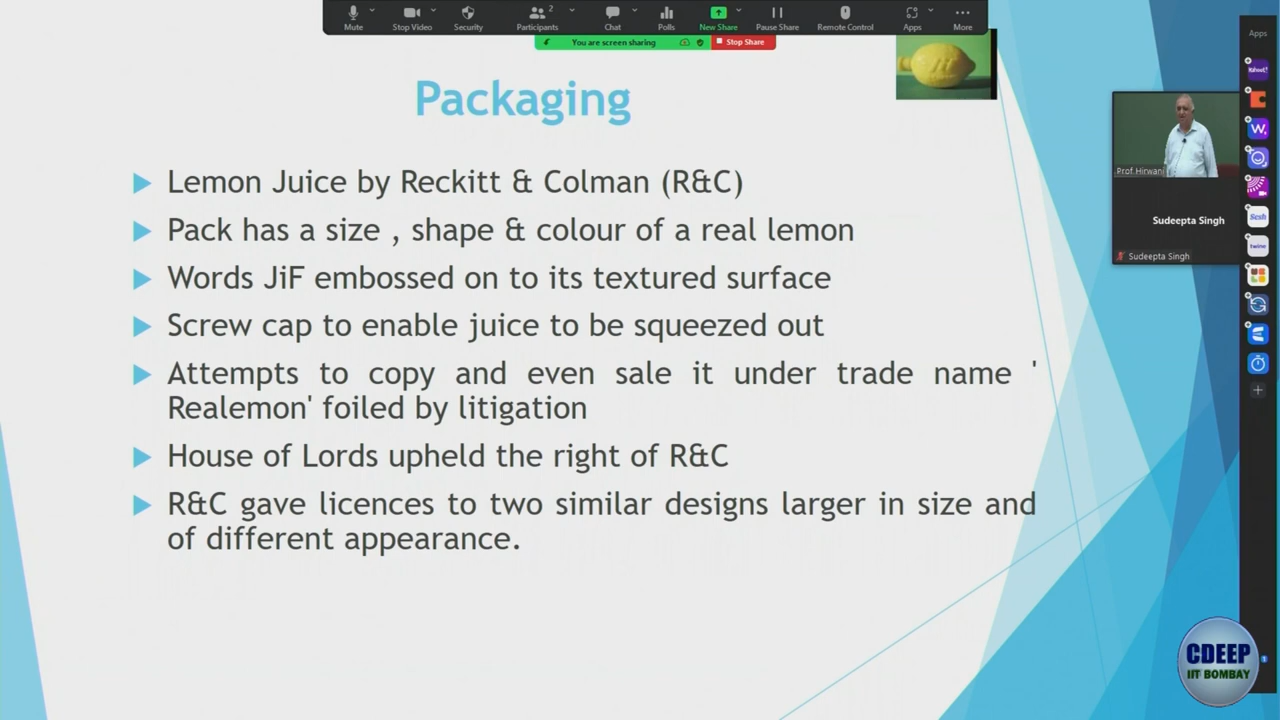 Mute
Stop Video
Security
Participants
2
Chat
Polls
New Share
Pause Share
Remote Control
Apps
More
You are screen sharing
Stop Share
Apps
Packaging
Lemon Juice by Reckitt & Colman (R&C)
Pack has a size , shape & colour of a real lemon
Words JiF embossed on to its textured surface
Screw cap to enable juice to be squeezed out
Attempts to copy and even sale it under trade name '
Realemon' foiled by litigation
House of Lords upheld the right of R&C
R&C gave licences to two similar designs larger in size and
of different appearance.
Prof Hirwani
Sudeepta Singh
Sudeepta Singh
CDEEP
IIT BOMBAY